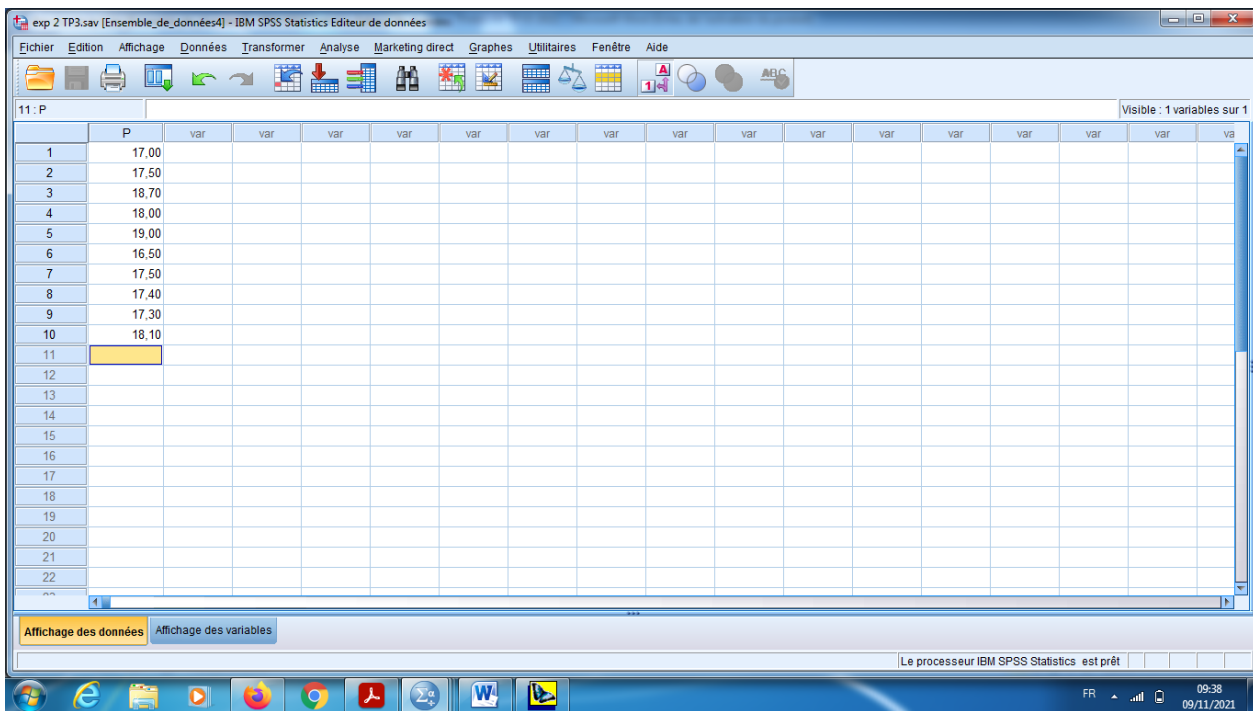 exp 2 TP3.sav [Ensemble_de_données4] - IBM SPSS Statistics Editeur de données
Fichier Edition Affichage Données Transformer Analyse Marketing direct Graphes Utilitaires Fenêtre Aide
A
1
ABC
11 : P Visible : 1 variables sur 1
P var var var var var var var var var var var var var var va
1 17,00
2 17,50
3 18,70
4 18,00
5 19,00
6 16,50
7 17,50
8 17,40
9 17,30
10 18,10
11
12
13
14
15
16
17
18
19
20
21
22
Affichage des données Affichage des variables
Le processeur IBM SPSS Statistics est prêt
FR 09:38
09/11/2021